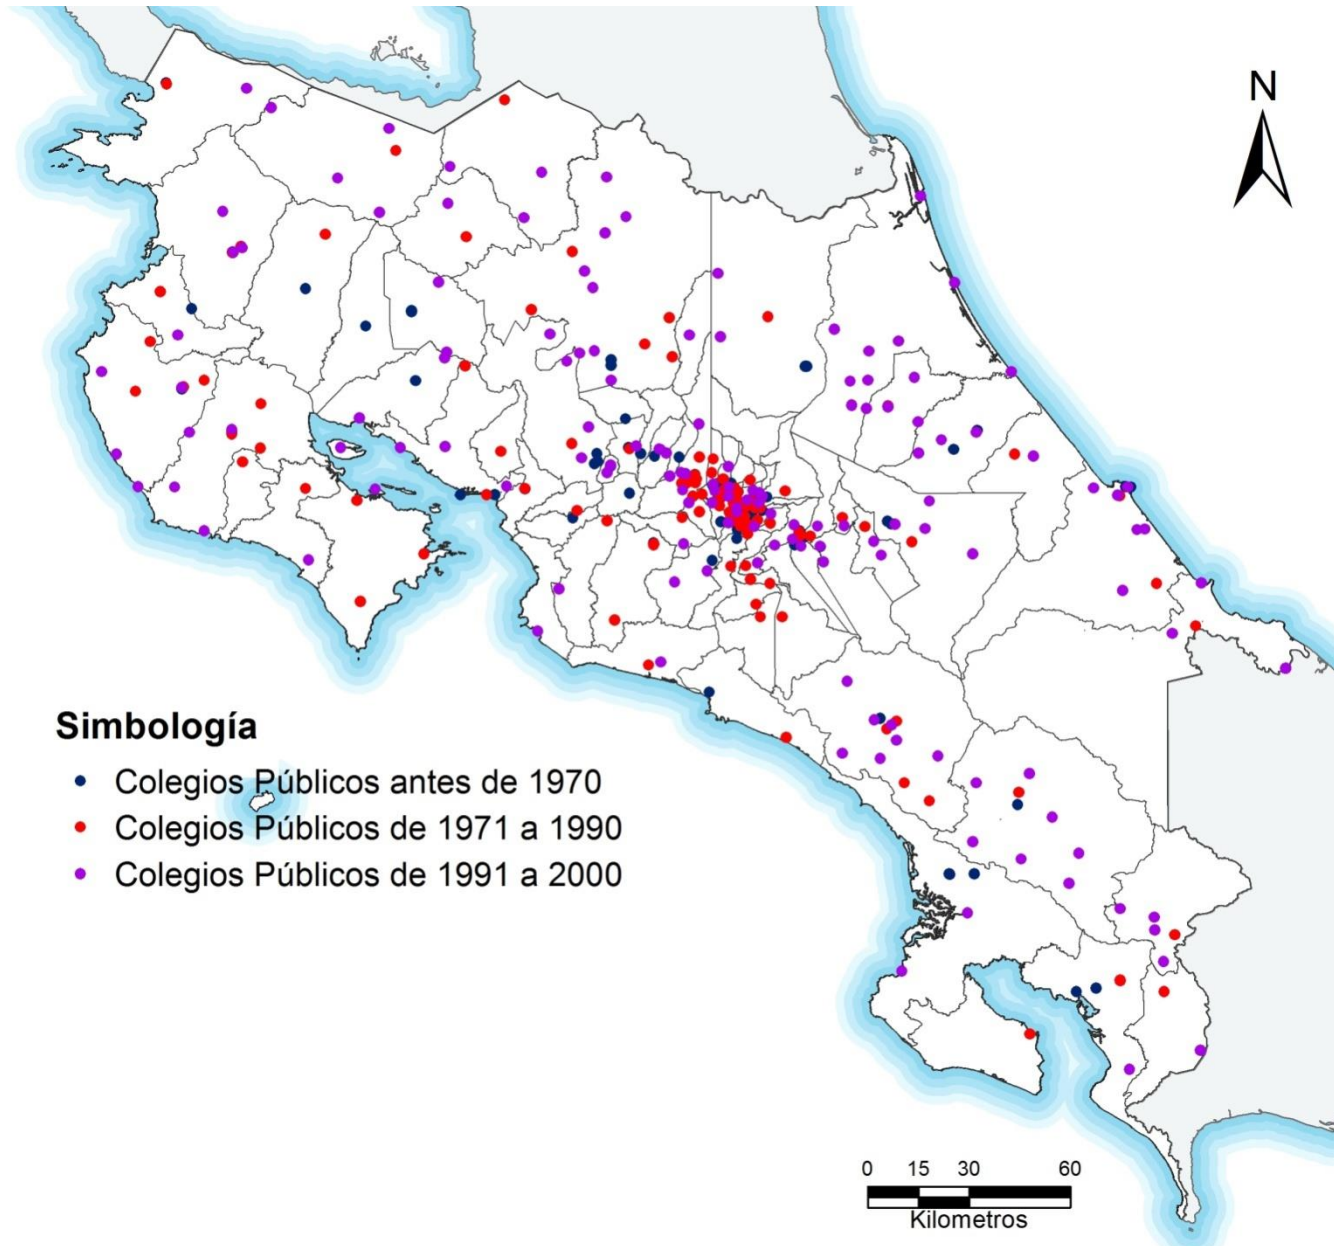 N
Simbología
Colegios Públicos antes de 1970
Colegios Públicos de 1971 a 1990
Colegios Públicos de 1991 a 2000
0 15 30 60
Kilometros